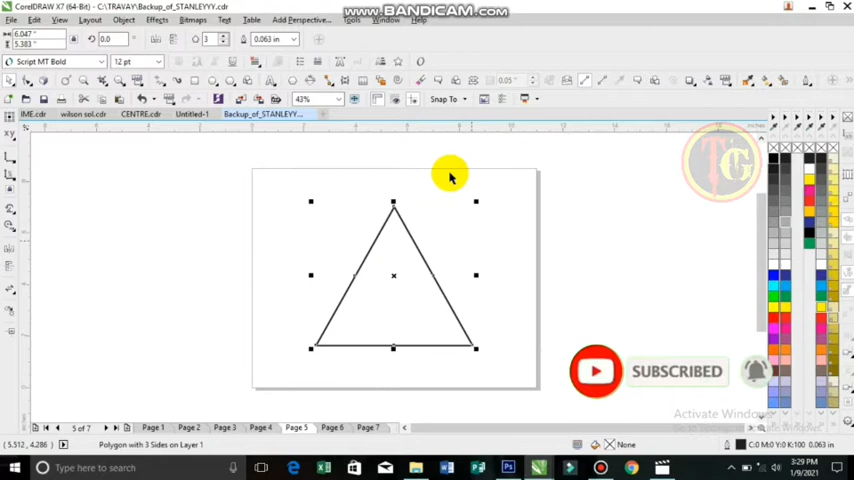 CorelDRAW X7 (64-Bit) - C:\TRAVAY\Backup_of_STANLEYYY.cdr
www.BANDICAM.com
File Edit View Layout Object Effects Bitmaps Text Table Add Perspective... Tools Window Help
6.047 "
5.383 "
0.0
3
0.063 in
Script MT Bold
12 pt
0.05 "
43%
Snap To
IME.cdr wilson sol.cdr CENTRE.cdr Untitled-1 Backup_of_STANLEYY...
TG
inches
SUBSCRIBED
Activate Windows
5 of 7 Page 1 Page 2 Page 3 Page 4 Page 5 Page 6 Page 7
(5.512, 4.286) Polygon with 3 Sides on Layer 1 None C:0 M:0 Y:0 K:100 0.063 in
Type here to search
3:29 PM
1/9/2021